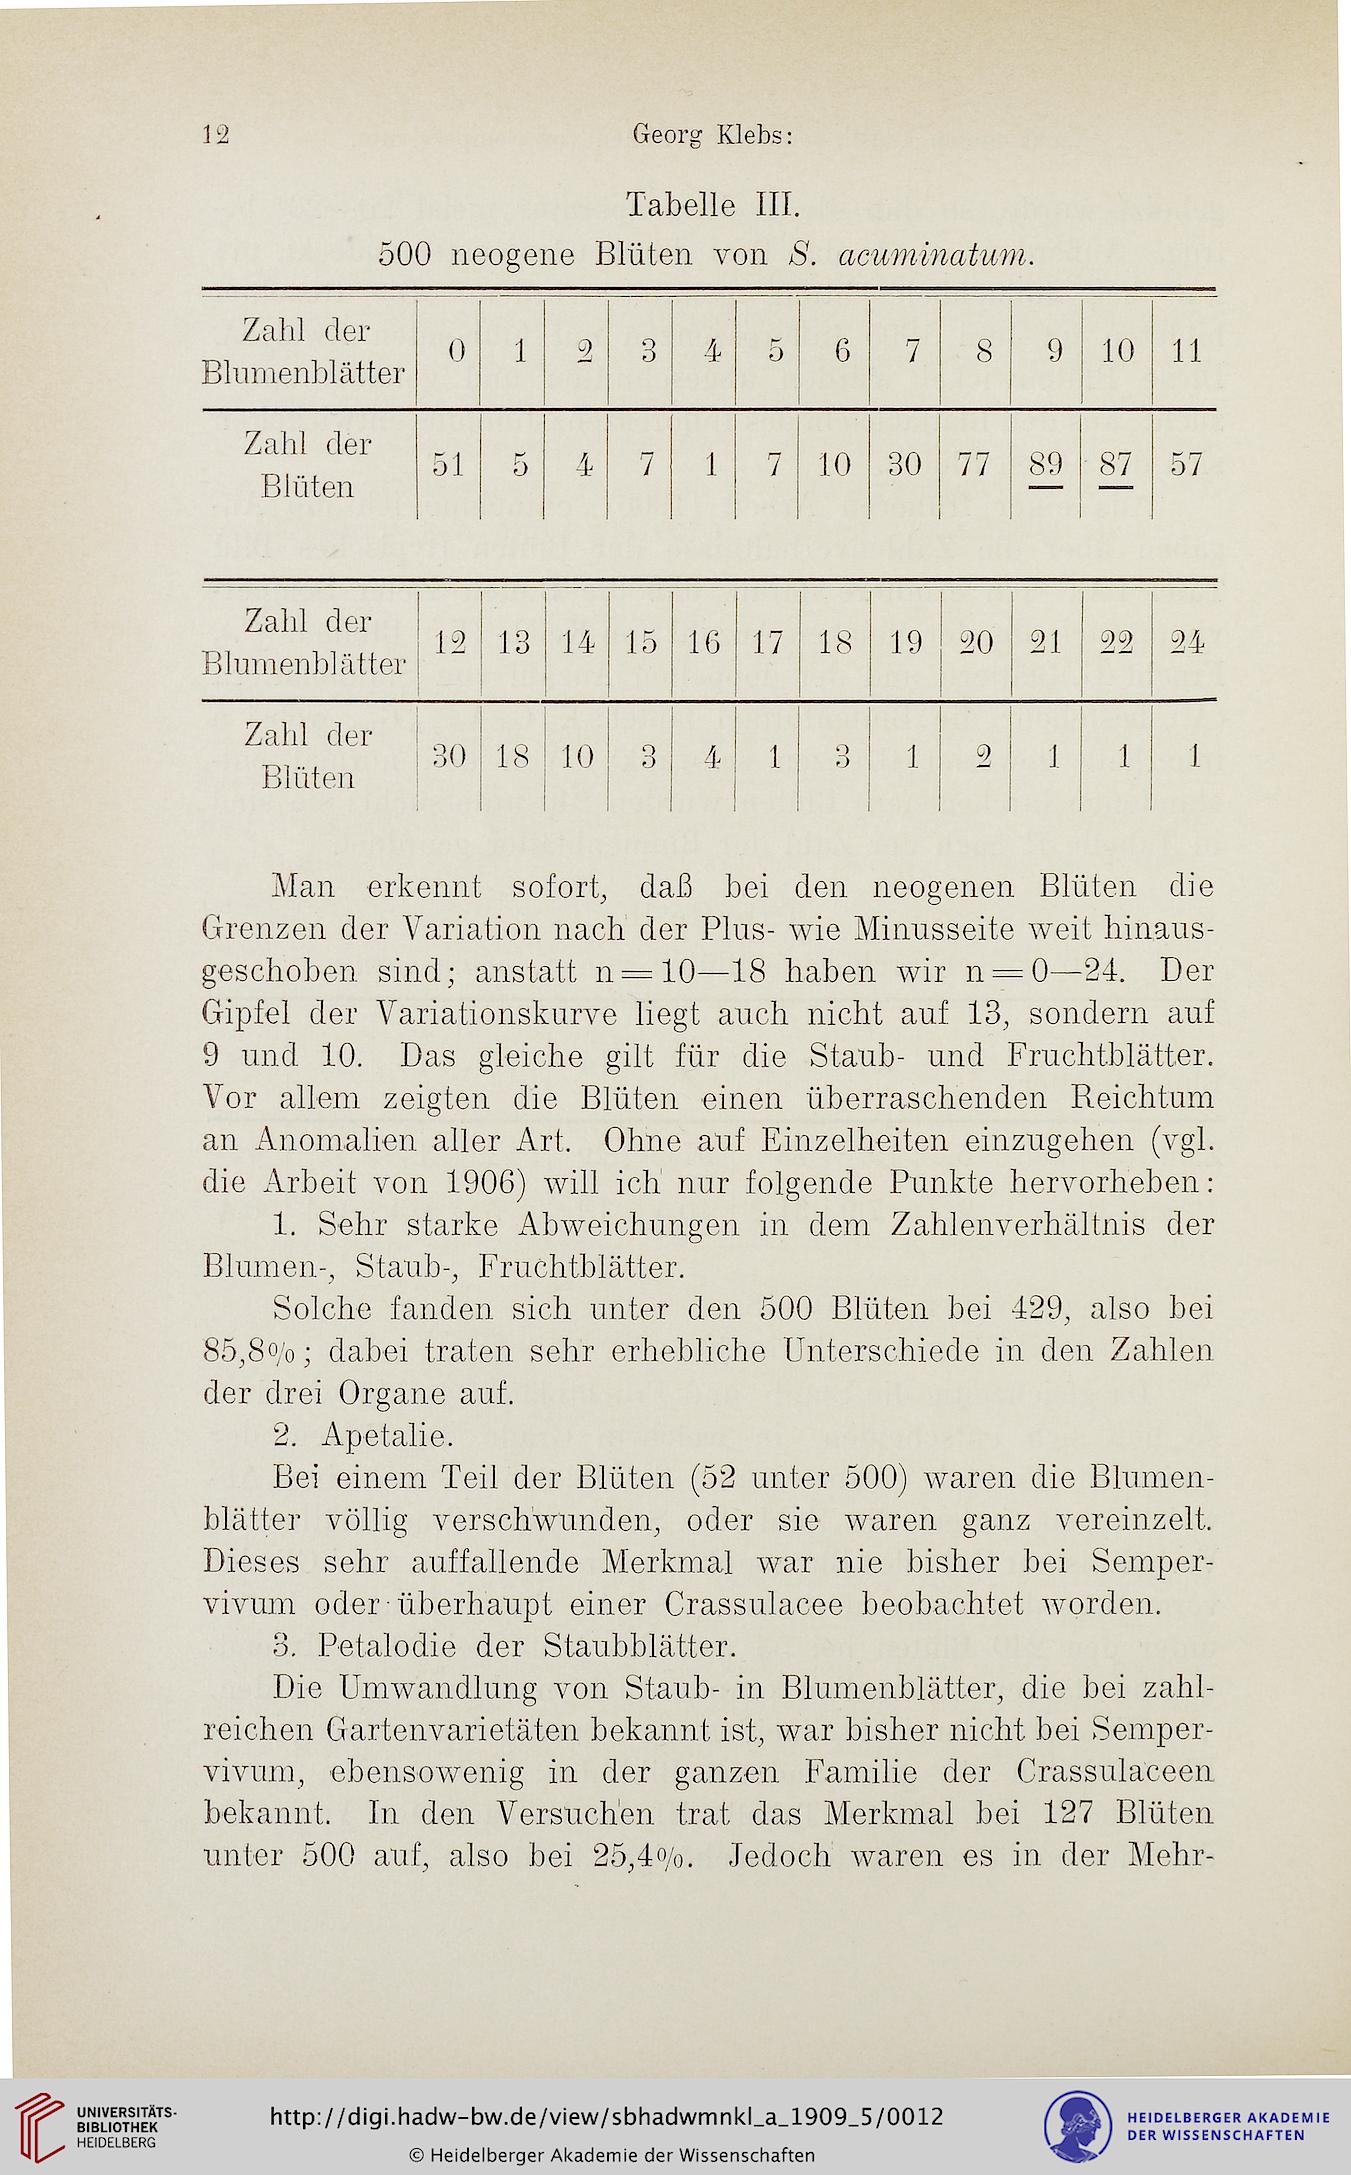 12
Georg Klebs:
Tabelle III.
500 neogene Blüten von S. acuminatum.
Zahl der
Blumenblätter 0 1 2 3 4 5 6 7 8 9 10 11
Zahl der
Blüten 51 5 4 7 1 7 10 30 77 89 87 57
Zahl der
Blumenblätter 12 13 14 15 16 17 18 19 20 21 22 24
Zahl der
Blüten 30 18 10 3 4 1 3 1 2 1 1 1
Man erkennt sofort, daß bei den neogenen Blüten die
Grenzen der Variation nach der Plus- wie Minusseite weit hinaus-
geschoben sind; anstatt n = 10—18 haben wir n = 0—24. Der
Gipfel der Variationskurve liegt auch nicht auf 13, sondern auf
9 und 10. Das gleiche gilt für die Staub- und Fruchtblätter.
Vor allem zeigten die Blüten einen überraschenden Reichtum
an Anomalien aller Art. Ohne auf Einzelheiten einzugehen (vgl.
die Arbeit von 1906) will ich nur folgende Punkte hervorheben:
1. Sehr starke Abweichungen in dem Zahlenverhältnis der
Blumen-, Staub-, Fruchtblätter.
Solche fanden sich unter den 500 Blüten bei 429, also bei
85,8%; dabei traten sehr erhebliche Unterschiede in den Zahlen
der drei Organe auf.
2. Apetalie.
Bei einem Teil der Blüten (52 unter 500) waren die Blumen-
blätter völlig verschwunden, oder sie waren ganz vereinzelt.
Dieses sehr auffallende Merkmal war nie bisher bei Semper-
vivum oder überhaupt einer Crassulacee beobachtet worden.
3. Petalodie der Staubblätter.
Die Umwandlung von Staub- in Blumenblätter, die bei zahl-
reichen Gartenvarietäten bekannt ist, war bisher nicht bei Semper-
vivum, ebensowenig in der ganzen Familie der Crassulaceen
bekannt. In den Versuchen trat das Merkmal bei 127 Blüten
unter 500 auf, also bei 25,4%. Jedoch waren es in der Mehr-
UNIVERSITÄTS-
BIBLIOTHEK
HEIDELBERG
http://digi.hadw-bw.de/view/sbhadwmnkl_a_1909_5/0012
© Heidelberger Akademie der Wissenschaften
HEIDELBERGER AKADEMIE
DER WISSENSCHAFTEN